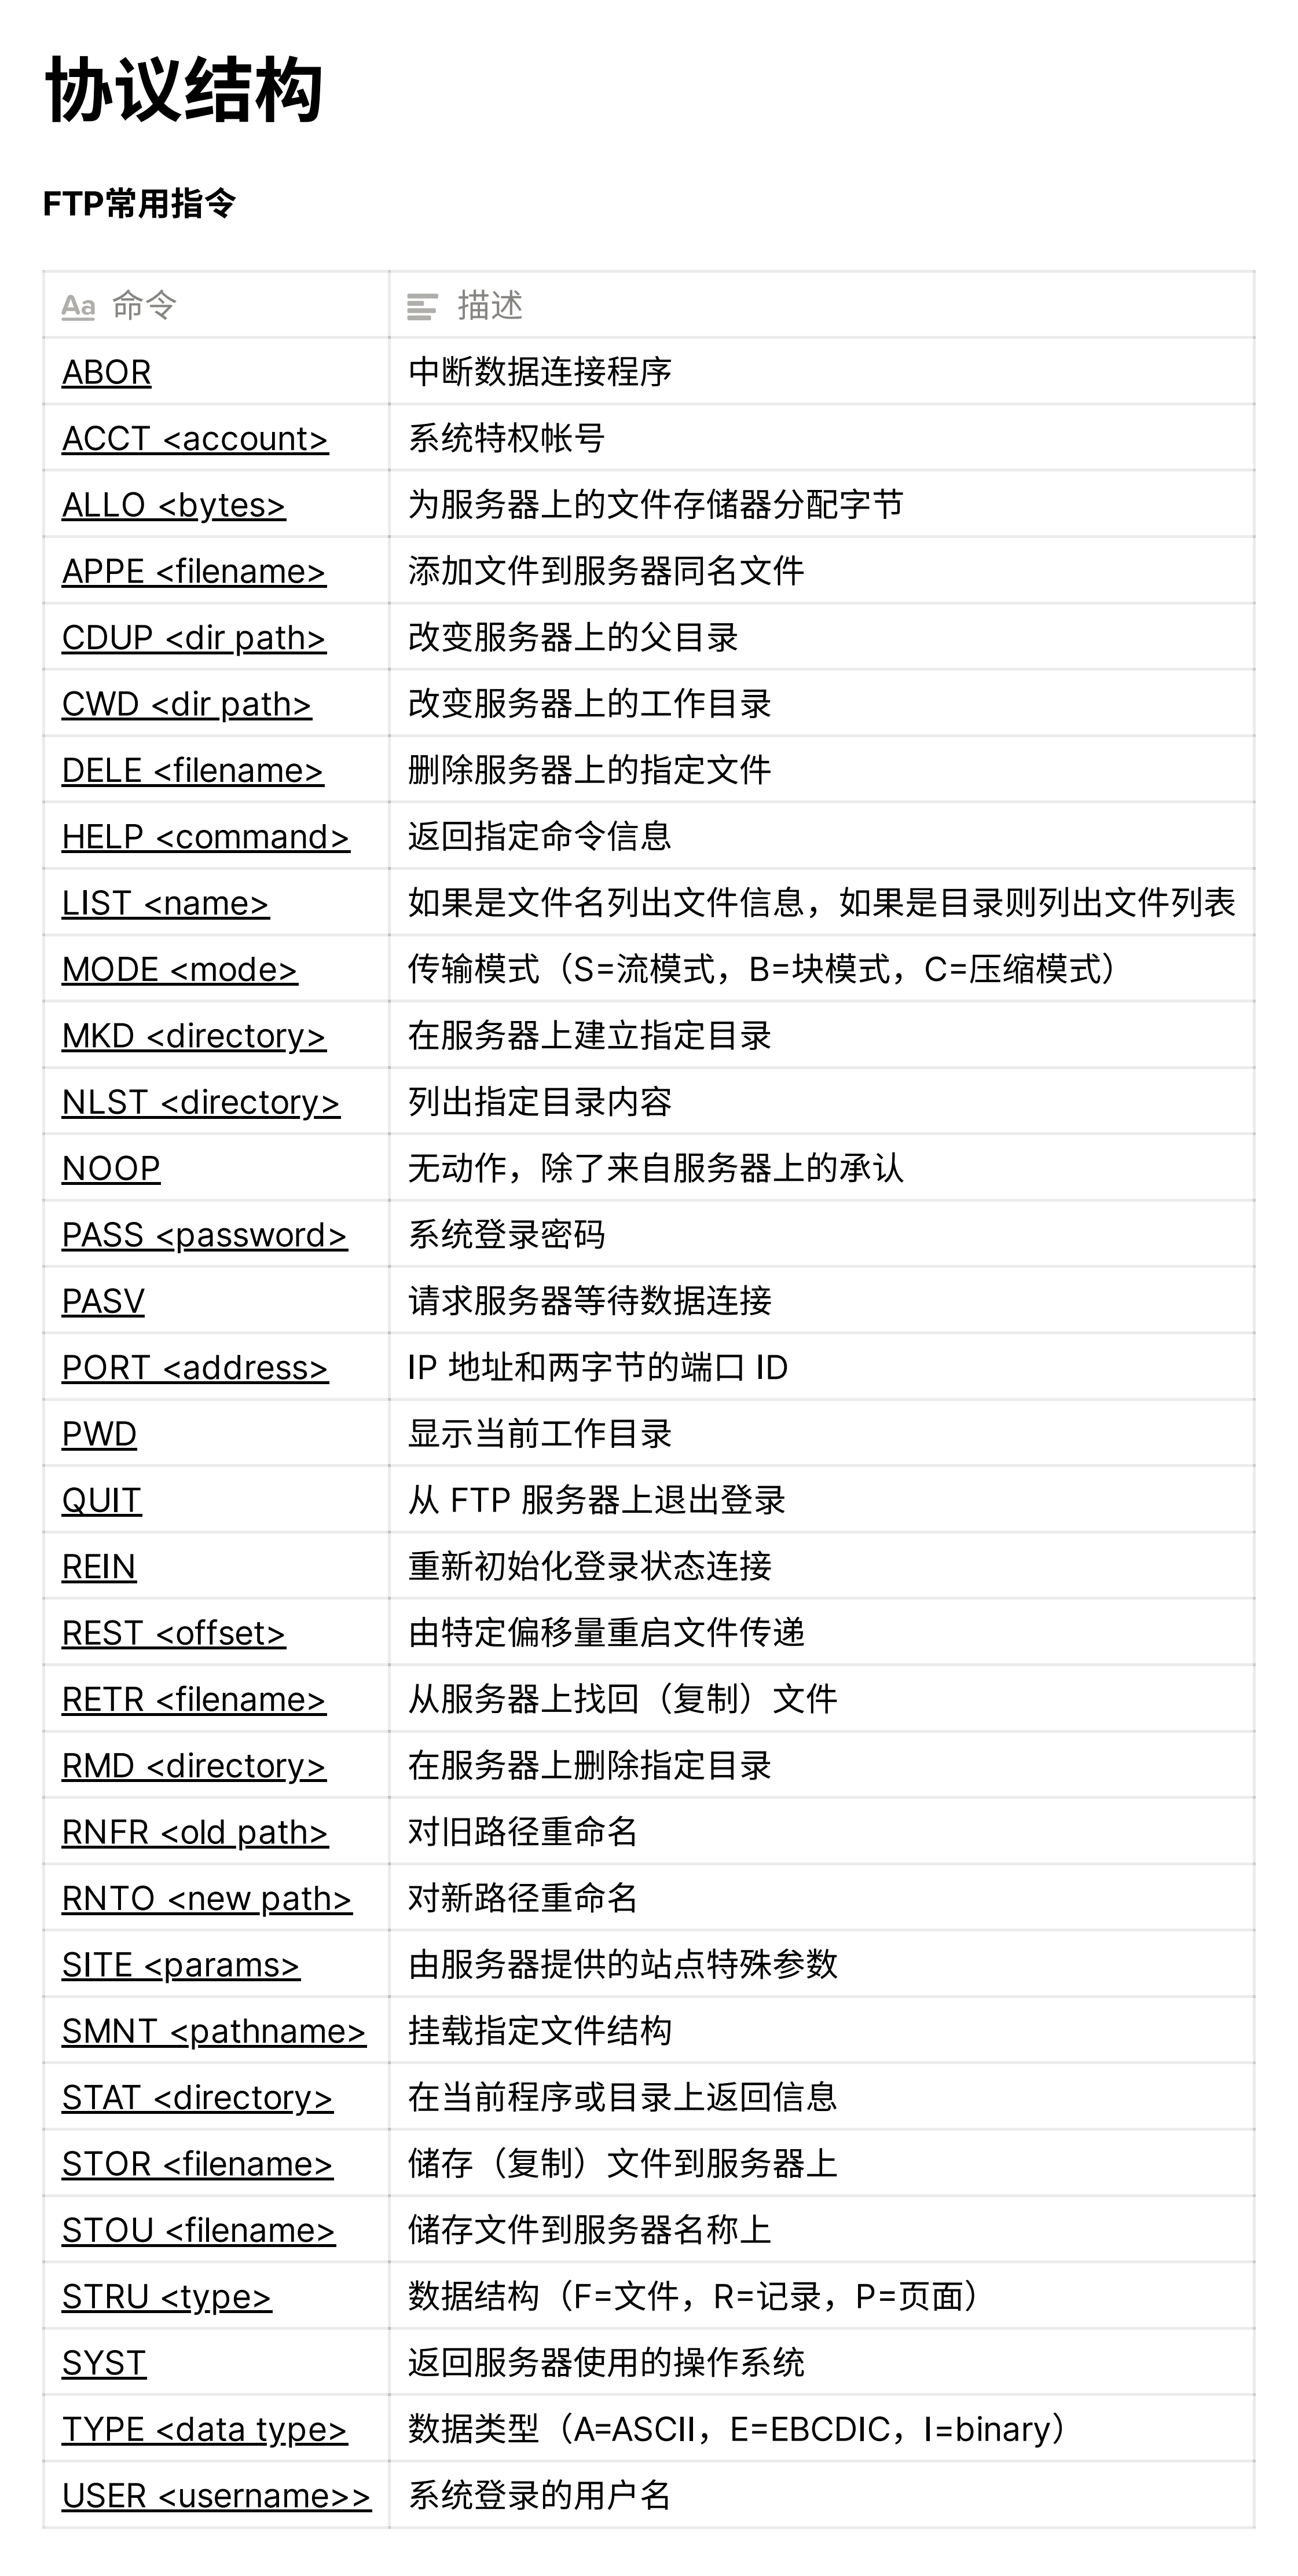 协议结构
FTP常用指令
Aa 命令 描述
ABOR 中断数据连接程序
ACCT <account> 系统特权帐号
ALLO <bytes> 为服务器上的文件存储器分配字节
APPE <filename> 添加文件到服务器同名文件
CDUP <dir path> 改变服务器上的父目录
CWD <dir path> 改变服务器上的工作目录
DELE <filename> 删除服务器上的指定文件
HELP <command> 返回指定命令信息
LIST <name> 如果是文件名列出文件信息，如果是目录则列出文件列表
MODE <mode> 传输模式（S=流模式，B=块模式，C=压缩模式）
MKD <directory> 在服务器上建立指定目录
NLST <directory> 列出指定目录内容
NOOP 无动作，除了来自服务器上的承认
PASS <password> 系统登录密码
PASV 请求服务器等待数据连接
PORT <address> IP 地址和两字节的端口 ID
PWD 显示当前工作目录
QUIT 从 FTP 服务器上退出登录
REIN 重新初始化登录状态连接
REST <offset> 由特定偏移量重启文件传递
RETR <filename> 从服务器上找回（复制）文件
RMD <directory> 在服务器上删除指定目录
RNFR <old path> 对旧路径重命名
RNTO <new path> 对新路径重命名
SITE <params> 由服务器提供的站点特殊参数
SMNT <pathname> 挂载指定文件结构
STAT <directory> 在当前程序或目录上返回信息
STOR <filename> 储存（复制）文件到服务器上
STOU <filename> 储存文件到服务器名称上
STRU <type> 数据结构（F=文件，R=记录，P=页面）
SYST 返回服务器使用的操作系统
TYPE <data type> 数据类型（A=ASCII，E=EBCDIC，I=binary）
USER <username>> 系统登录的用户名